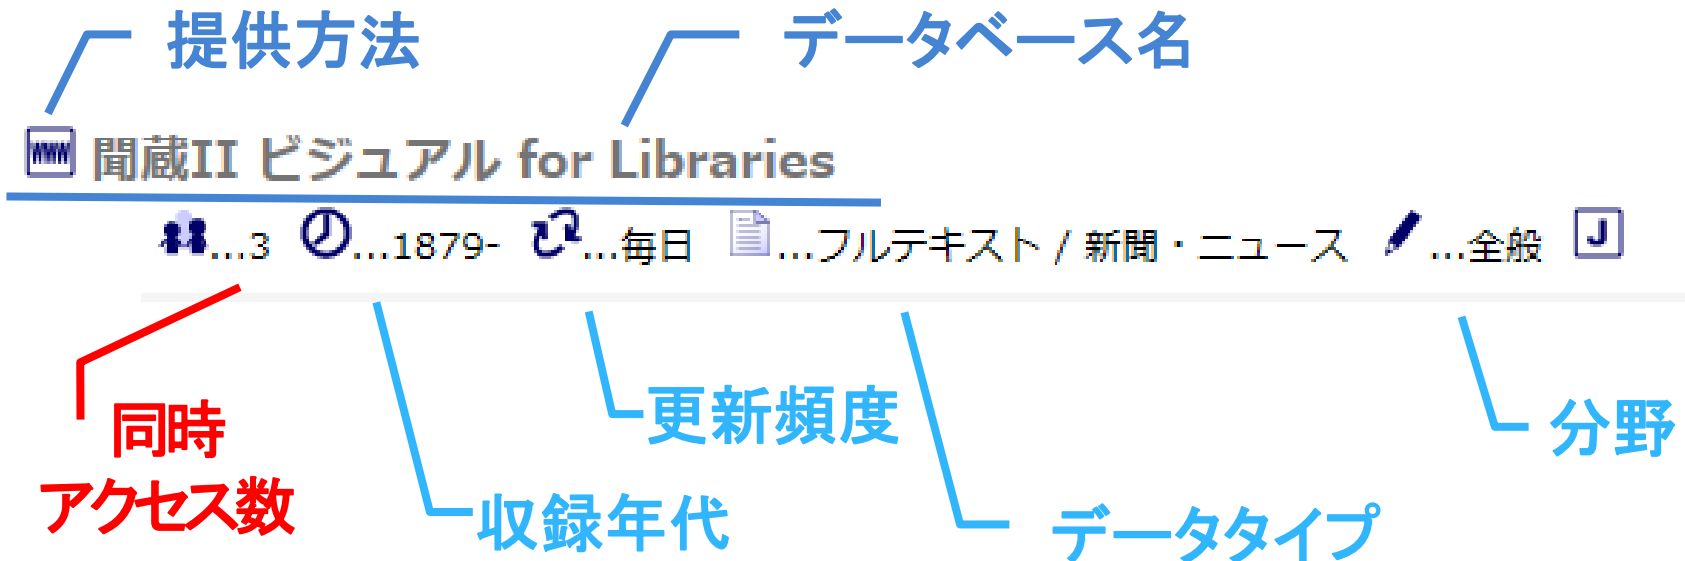 提供方法 データベース名
WWW 聞蔵II ビジュアル for Libraries
...3 ...1879- ...毎日 ...フルテキスト / 新聞・ニュース ...全般 J
同時
アクセス数
更新頻度
分野
収録年代
データタイプ